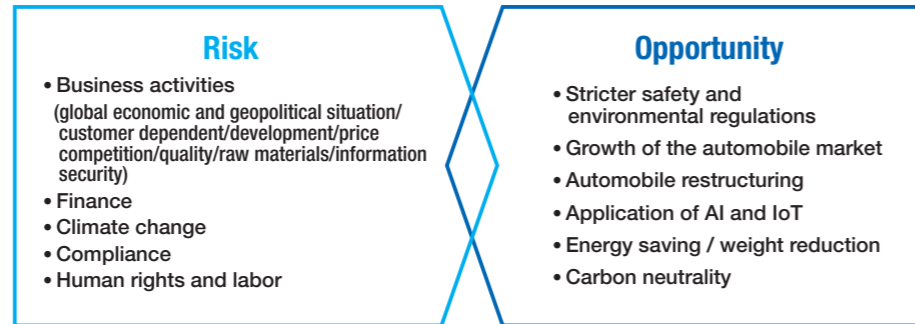 Risk
• Business activities
(global economic and geopolitical situation/
customer dependent/development/price
competition/quality/raw materials/information
security)
• Finance
• Climate change
• Compliance
• Human rights and labor
Opportunity
• Stricter safety and
environmental regulations
• Growth of the automobile market
• Automobile restructuring
• Application of AI and IoT
• Energy saving / weight reduction
• Carbon neutrality